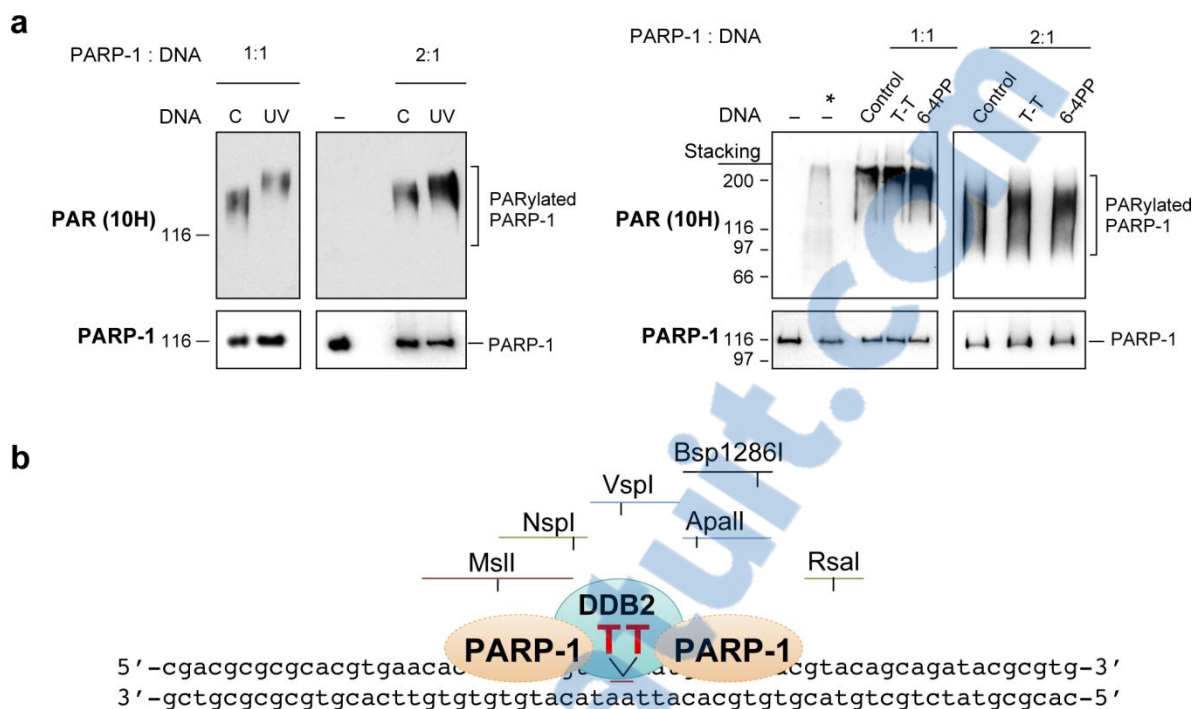 a
PARP-1 : DNA 1:1 2:1
DNA C UV – C UV
PAR (10H) 116 PARylated
PARP-1
PARP-1 116 PARP-1
PARP-1 : DNA 1:1 2:1
DNA – * – Control T-T 6-4PP Control T-T 6-4PP
Stacking
200
PAR (10H) 116 PARylated
97 PARP-1
66
PARP-1 116 PARP-1
97
b
Bsp1286I
VspI
NspI ApaII
MslI RsaI
DDB2
TT
PARP-1 PARP-1
5′-cgacgcgcgcacgtgaacac cgtacagcagatacgcgtg-3′
3′-gctgcgcgcgtgcacttgtgtgtgtacataattacacgtgtgcatgtcgtctatgcgcac-5′
uit.com